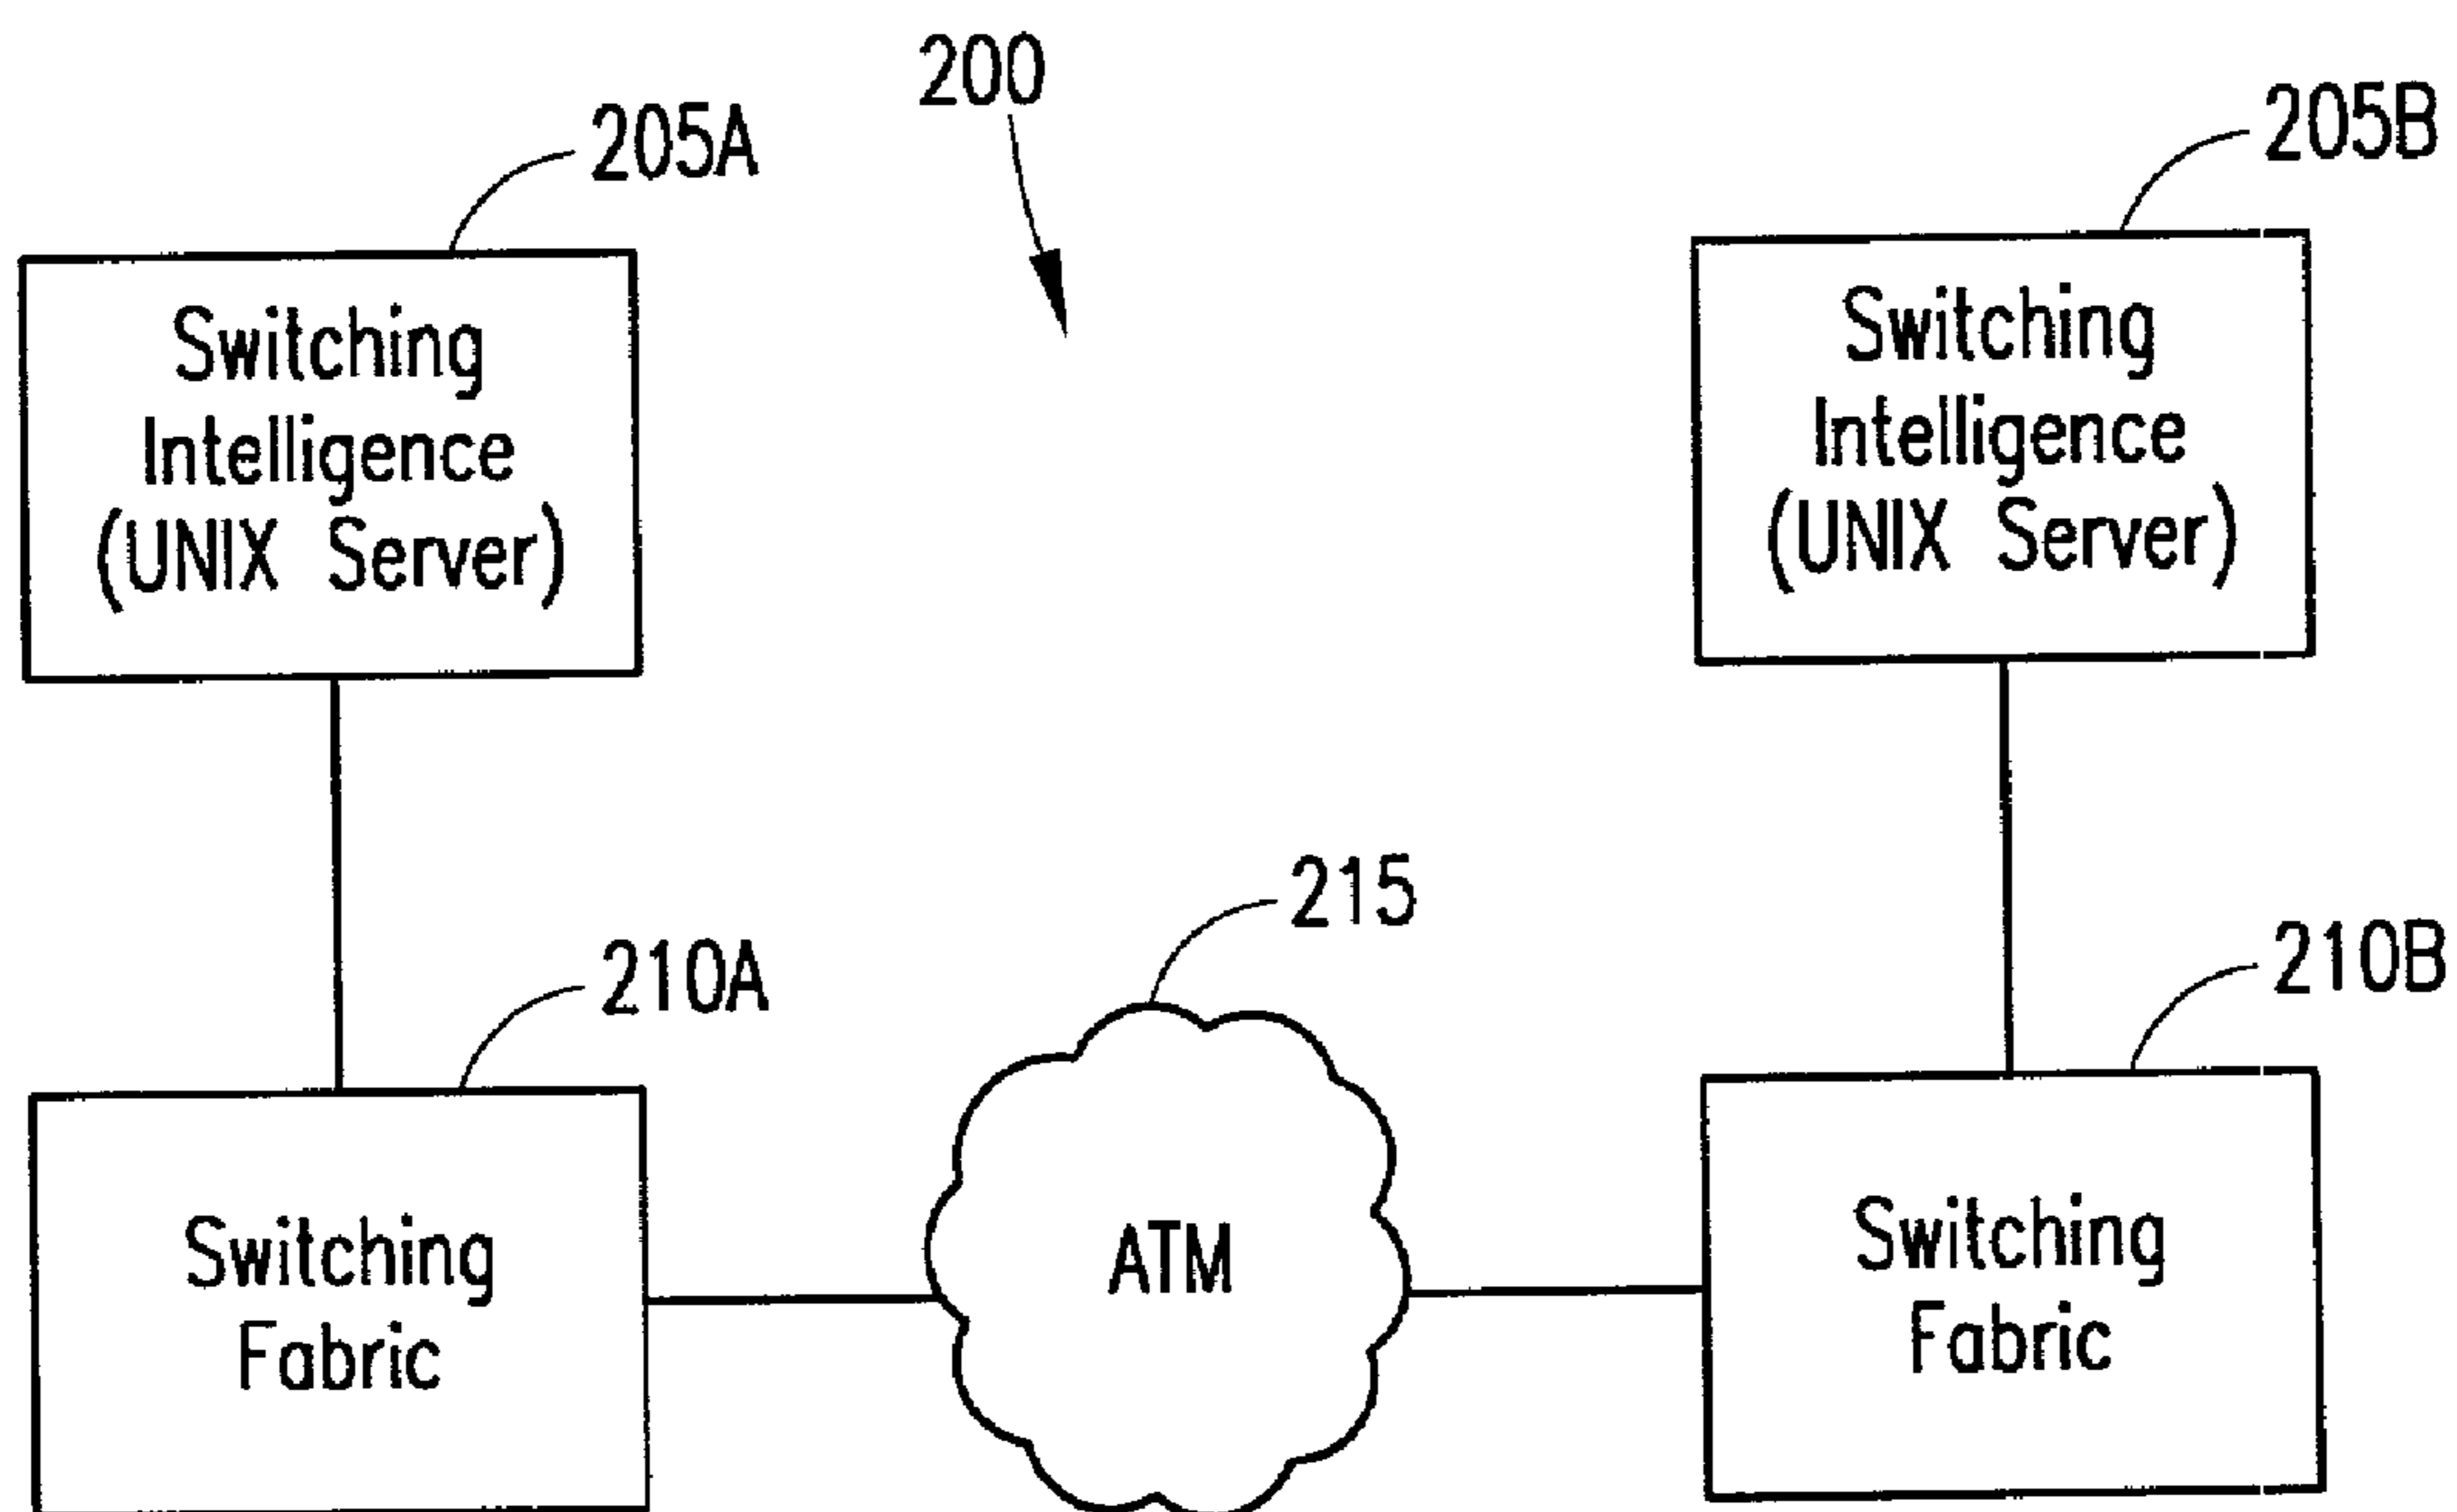 200
205A
205B
Switching
Intelligence
(UNIX Server)
Switching
Intelligence
(UNIX Server)
215
210A
210B
Switching
Fabric
ATM
Switching
Fabric